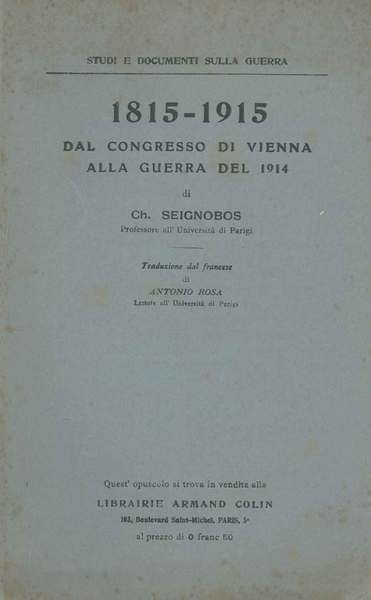 STUDI E DOCUMENTI SULLA GUERRA
1815-1915
DAL CONGRESSO DI VIENNA
ALLA GUERRA DEL 1914
di
Ch. SEIGNOBOS
Professore all' Università di Parigi
Traduzione dal francese
di
ANTONIO ROSA
Lettore all' Università di Parigi
Quest' opuscolo si trova in vendita alla
LIBRAIRIE ARMAND COLIN
103, Boulevard Saint-Michel, PARIS, 5e
al prezzo di 0 franc 50